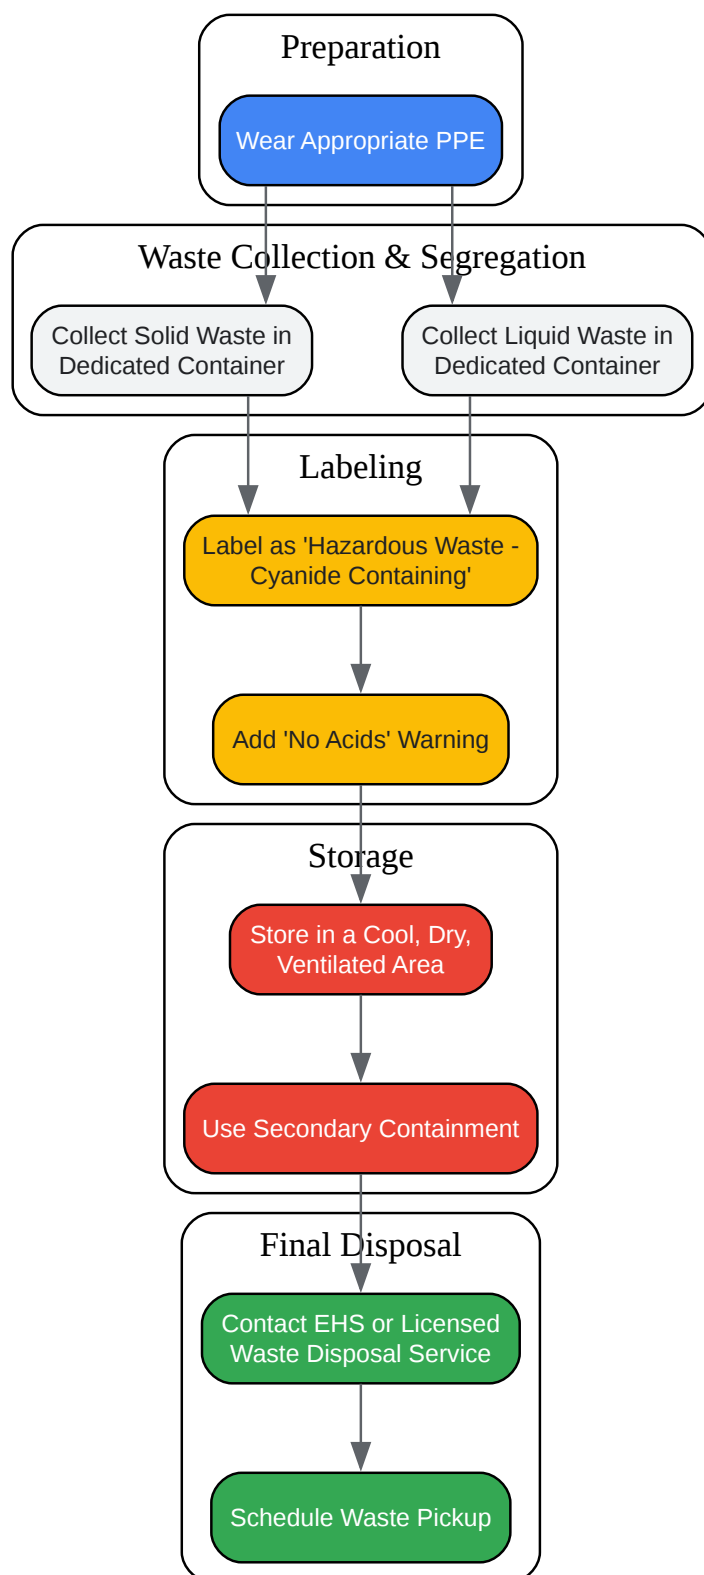 Preparation
Wear Appropriate PPE
Waste Collection & Segregation
Collect Solid Waste in
Dedicated Container
Collect Liquid Waste in
Dedicated Container
Labeling
Label as 'Hazardous Waste -
Cyanide Containing'
Add 'No Acids' Warning
Storage
Store in a Cool, Dry,
Ventilated Area
Use Secondary Containment
Final Disposal
Contact EHS or Licensed
Waste Disposal Service
Schedule Waste Pickup